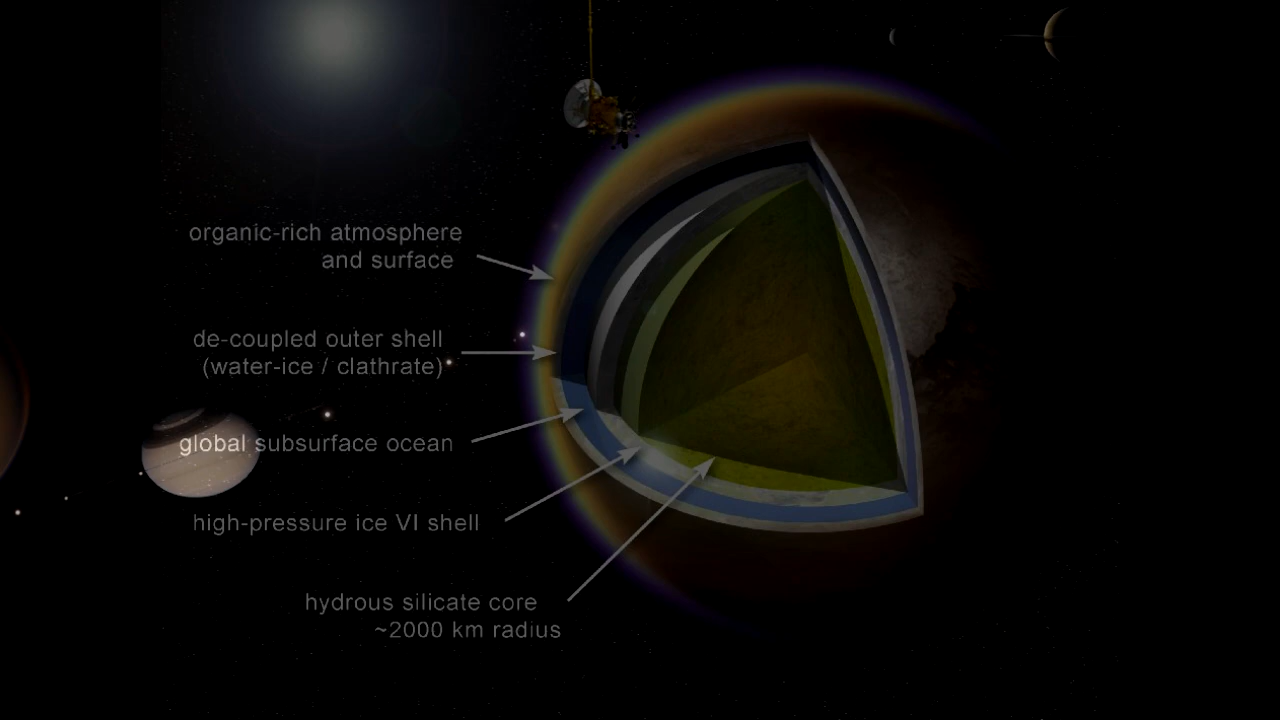 organic-rich atmosphere
and surface
de-coupled outer shell
(water-ice / clathrate)
global subsurface ocean
high-pressure ice VI shell
hydrous silicate core
~2000 km radius